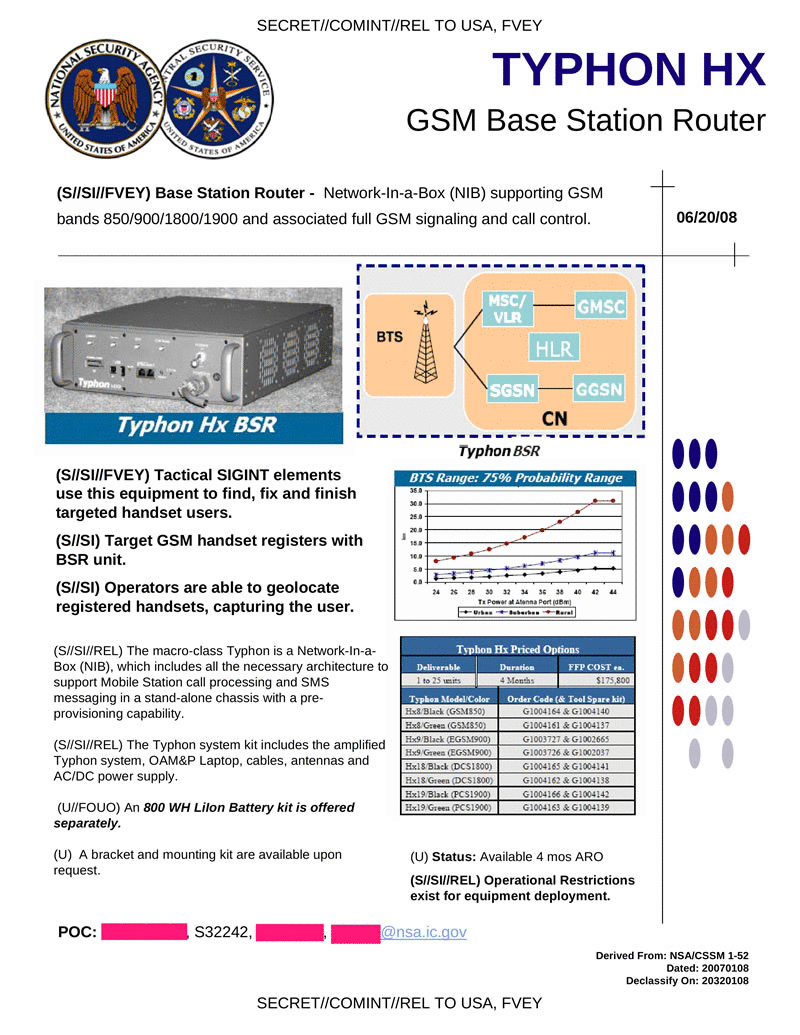 SECRET//COMINT//REL TO USA, FVEY
NATIONAL SECURITY AGENCY
UNITED STATES OF AMERICA
CENTRAL SECURITY SERVICE
UNITED STATES OF AMERICA
TYPHON HX
GSM Base Station Router
(S//SI//FVEY) Base Station Router - Network-In-a-Box (NIB) supporting GSM
bands 850/900/1800/1900 and associated full GSM signaling and call control.
06/20/08
Typhon
Typhon Hx BSR
BTS
MSC/
VLR
GMSC
HLR
SGSN
GGSN
CN
Typhon BSR
(S//SI//FVEY) Tactical SIGINT elements
use this equipment to find, fix and finish
targeted handset users.
(S//SI) Target GSM handset registers with
BSR unit.
(S//SI) Operators are able to geolocate
registered handsets, capturing the user.
BTS Range: 75% Probability Range
35.0
30.0
25.0
20.0
15.0
10.0
5.0
0.0
km
24 26 28 30 32 34 36 38 40 42 44
Tx Power at Atenna Port (dBm)
Urban Suburban Rural
(S//SI//REL) The macro-class Typhon is a Network-In-a-
Box (NIB), which includes all the necessary architecture to
support Mobile Station call processing and SMS
messaging in a stand-alone chassis with a pre-
provisioning capability.
(S//SI//REL) The Typhon system kit includes the amplified
Typhon system, OAM&P Laptop, cables, antennas and
AC/DC power supply.
(U//FOUO) An 800 WH LiIon Battery kit is offered
separately.
(U) A bracket and mounting kit are available upon
request.
Typhon Hx Priced Options
Deliverable Duration FFP COST ea.
1 to 25 units 4 Months $175,800
Typhon Model/Color Order Code (& Tool Spare kit)
Hx8/Black (GSM850) G1004164 & G1004140
Hx8/Green (GSM850) G1004161 & G1004137
Hx9/Black (EGSM900) G1003727 & G1002665
Hx9/Green (EGSM900) G1003726 & G1002037
Hx18/Black (DCS1800) G1004165 & G1004141
Hx18/Green (DCS1800) G1004162 & G1004138
Hx19/Black (PCS1900) G1004166 & G1004142
Hx19/Green (PCS1900) G1004163 & G1004139
(U) Status: Available 4 mos ARO
(S//SI//REL) Operational Restrictions
exist for equipment deployment.
POC: , S32242, , @nsa.ic.gov
Derived From: NSA/CSSM 1-52
Dated: 20070108
Declassify On: 20320108
SECRET//COMINT//REL TO USA, FVEY